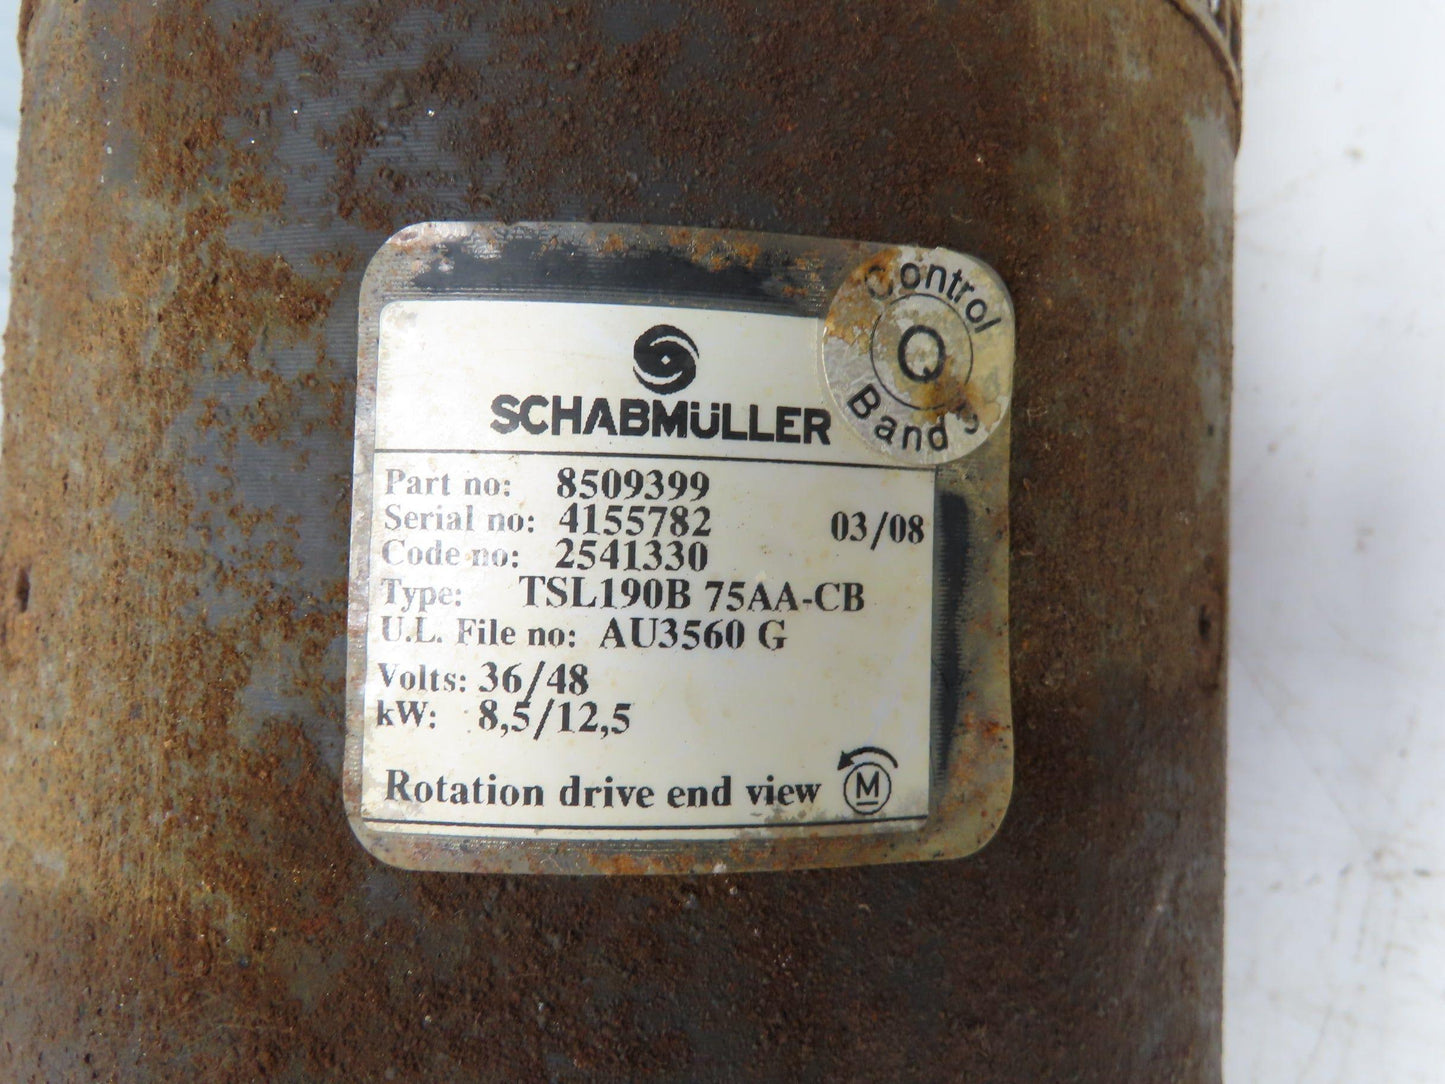 Control
Q
Band 9
SCHABMÜLLER
Part no: 8509399
Serial no: 4155782 03/08
Code no: 2541330
Type: TSL190B 75AA-CB
U.L. File no: AU3560 G
Volts: 36/48
kW: 8,5/12,5
Rotation drive end view M